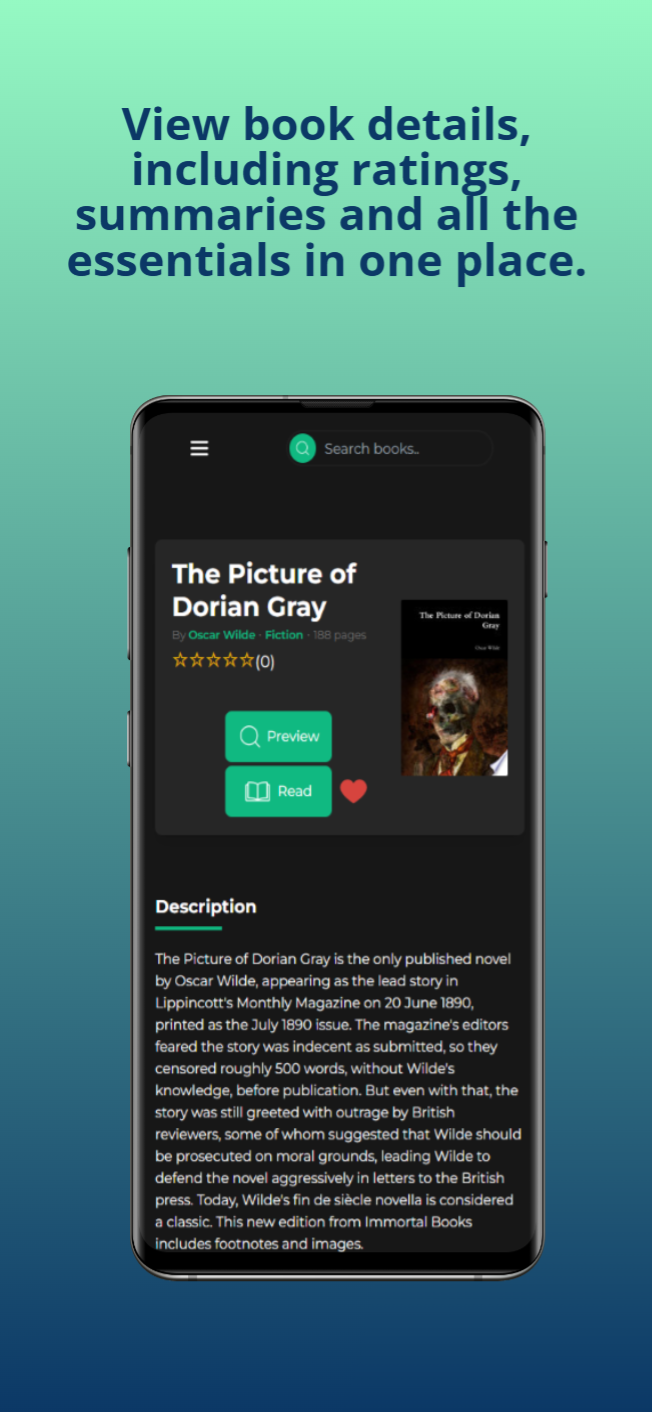 View book details,
including ratings,
summaries and all the
essentials in one place.
Search books..
The Picture of
Dorian Gray
By Oscar Wilde · Fiction · 188 pages
☆☆☆☆☆(0)
The Picture of Dorian
Gray
Oscar Wilde
Preview
Read
Description
The Picture of Dorian Gray is the only published novel
by Oscar Wilde, appearing as the lead story in
Lippincott's Monthly Magazine on 20 June 1890,
printed as the July 1890 issue. The magazine's editors
feared the story was indecent as submitted, so they
censored roughly 500 words, without Wilde's
knowledge, before publication. But even with that, the
story was still greeted with outrage by British
reviewers, some of whom suggested that Wilde should
be prosecuted on moral grounds, leading Wilde to
defend the novel aggressively in letters to the British
press. Today, Wilde's fin de siècle novella is considered
a classic. This new edition from Immortal Books
includes footnotes and images.